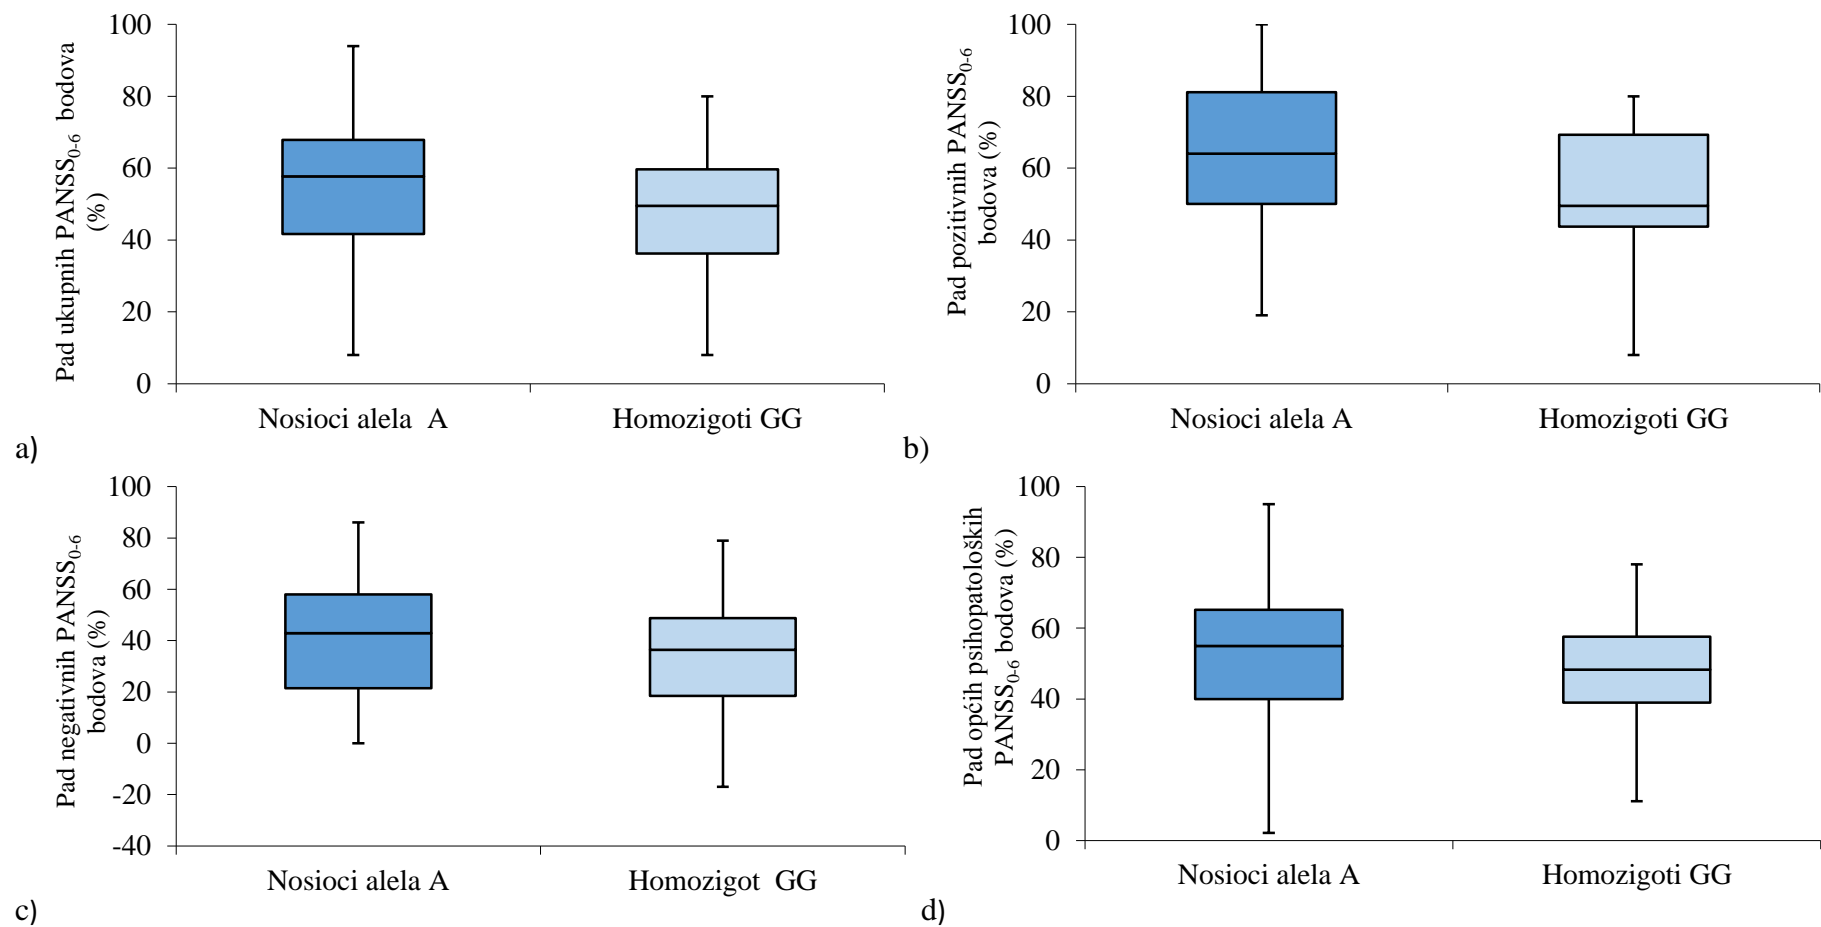 Pad ukupnih PANSS0-6 bodova
(%)
100
80
60
40
20
0
Nosioci alela A
Homozigoti GG
a)
Pad pozitivnih PANSS0-6
bodova (%)
100
80
60
40
20
0
Nosioci alela A
Homozigoti GG
b)
Pad negativnih PANSS0-6
bodova (%)
100
80
60
40
20
0
-20
-40
Nosioci alela A
Homozigot GG
c)
Pad općih psihopatoloških
PANSS0-6 bodova (%)
100
80
60
40
20
0
Nosioci alela A
Homozigoti GG
d)